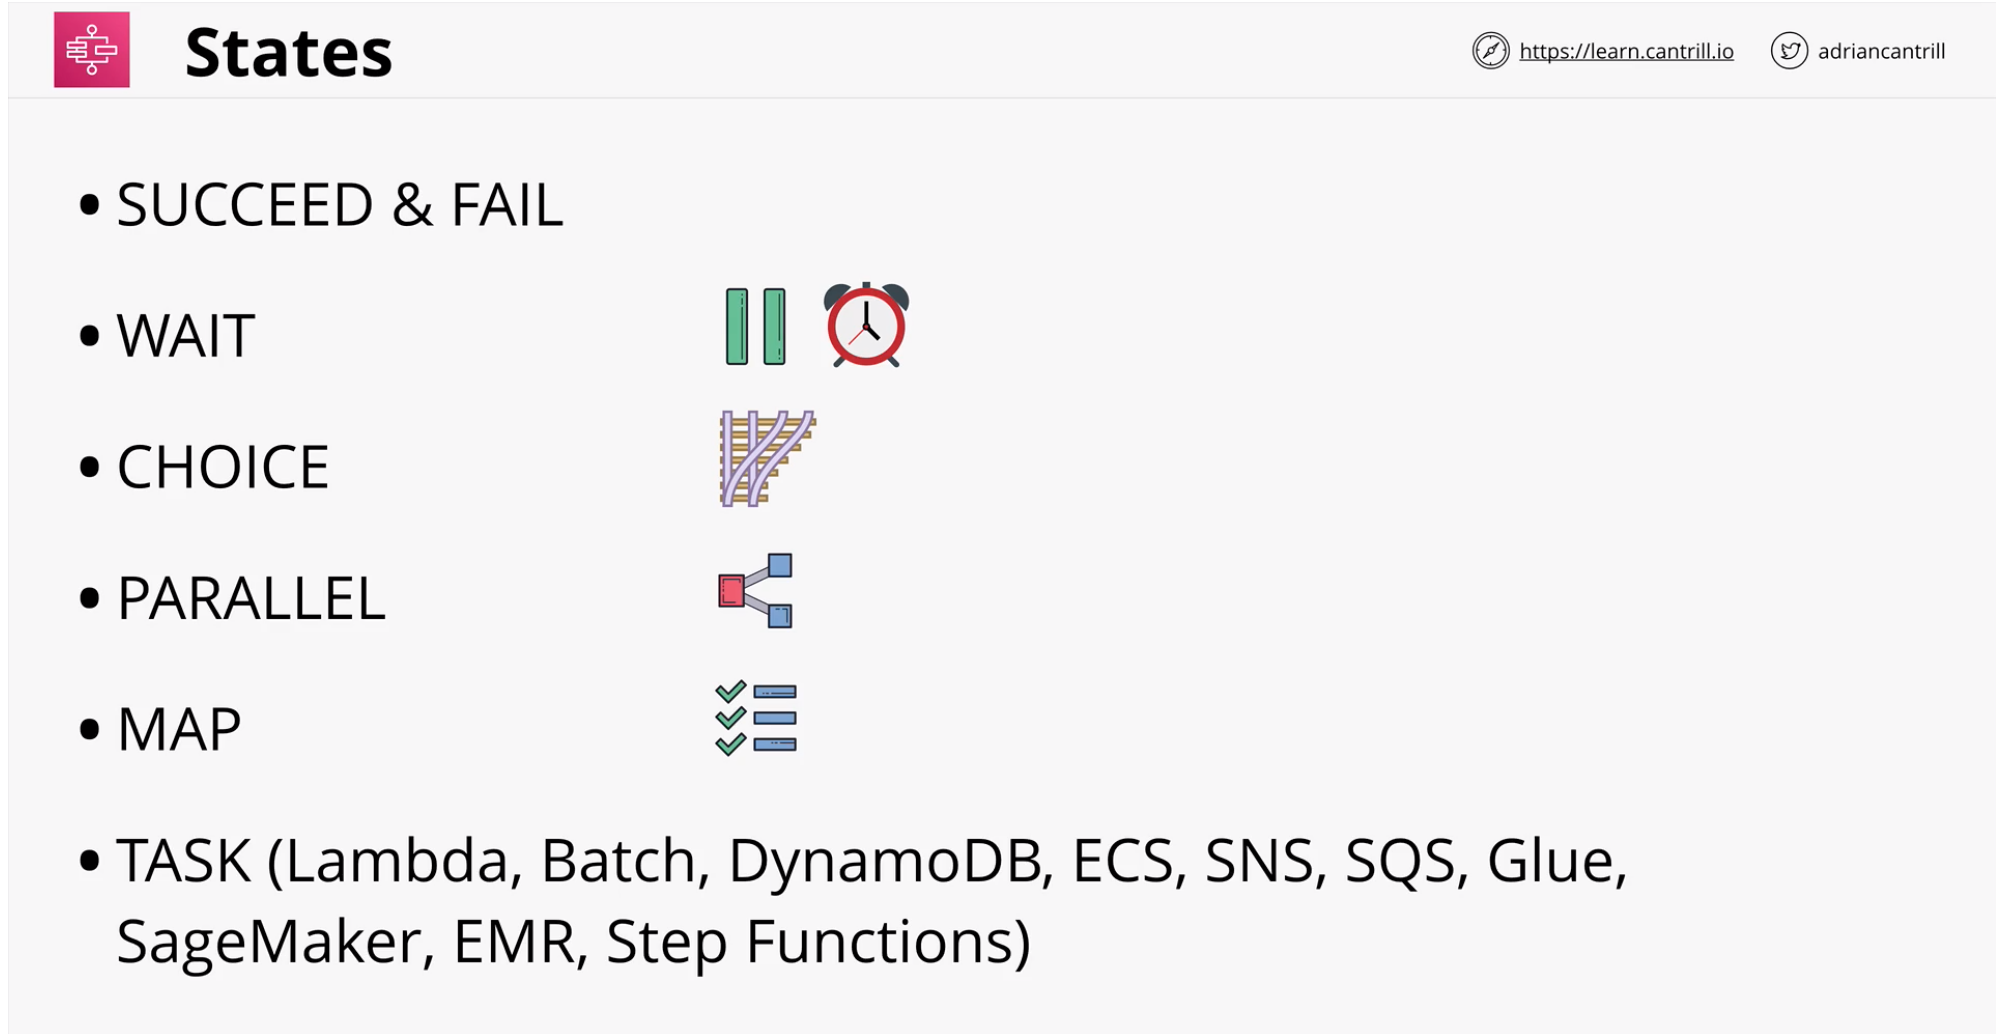 States
https://learn.cantrill.io
adriancantrill
• SUCCEED & FAIL
• WAIT
• CHOICE
• PARALLEL
• MAP
• TASK (Lambda, Batch, DynamoDB, ECS, SNS, SQS, Glue,
SageMaker, EMR, Step Functions)